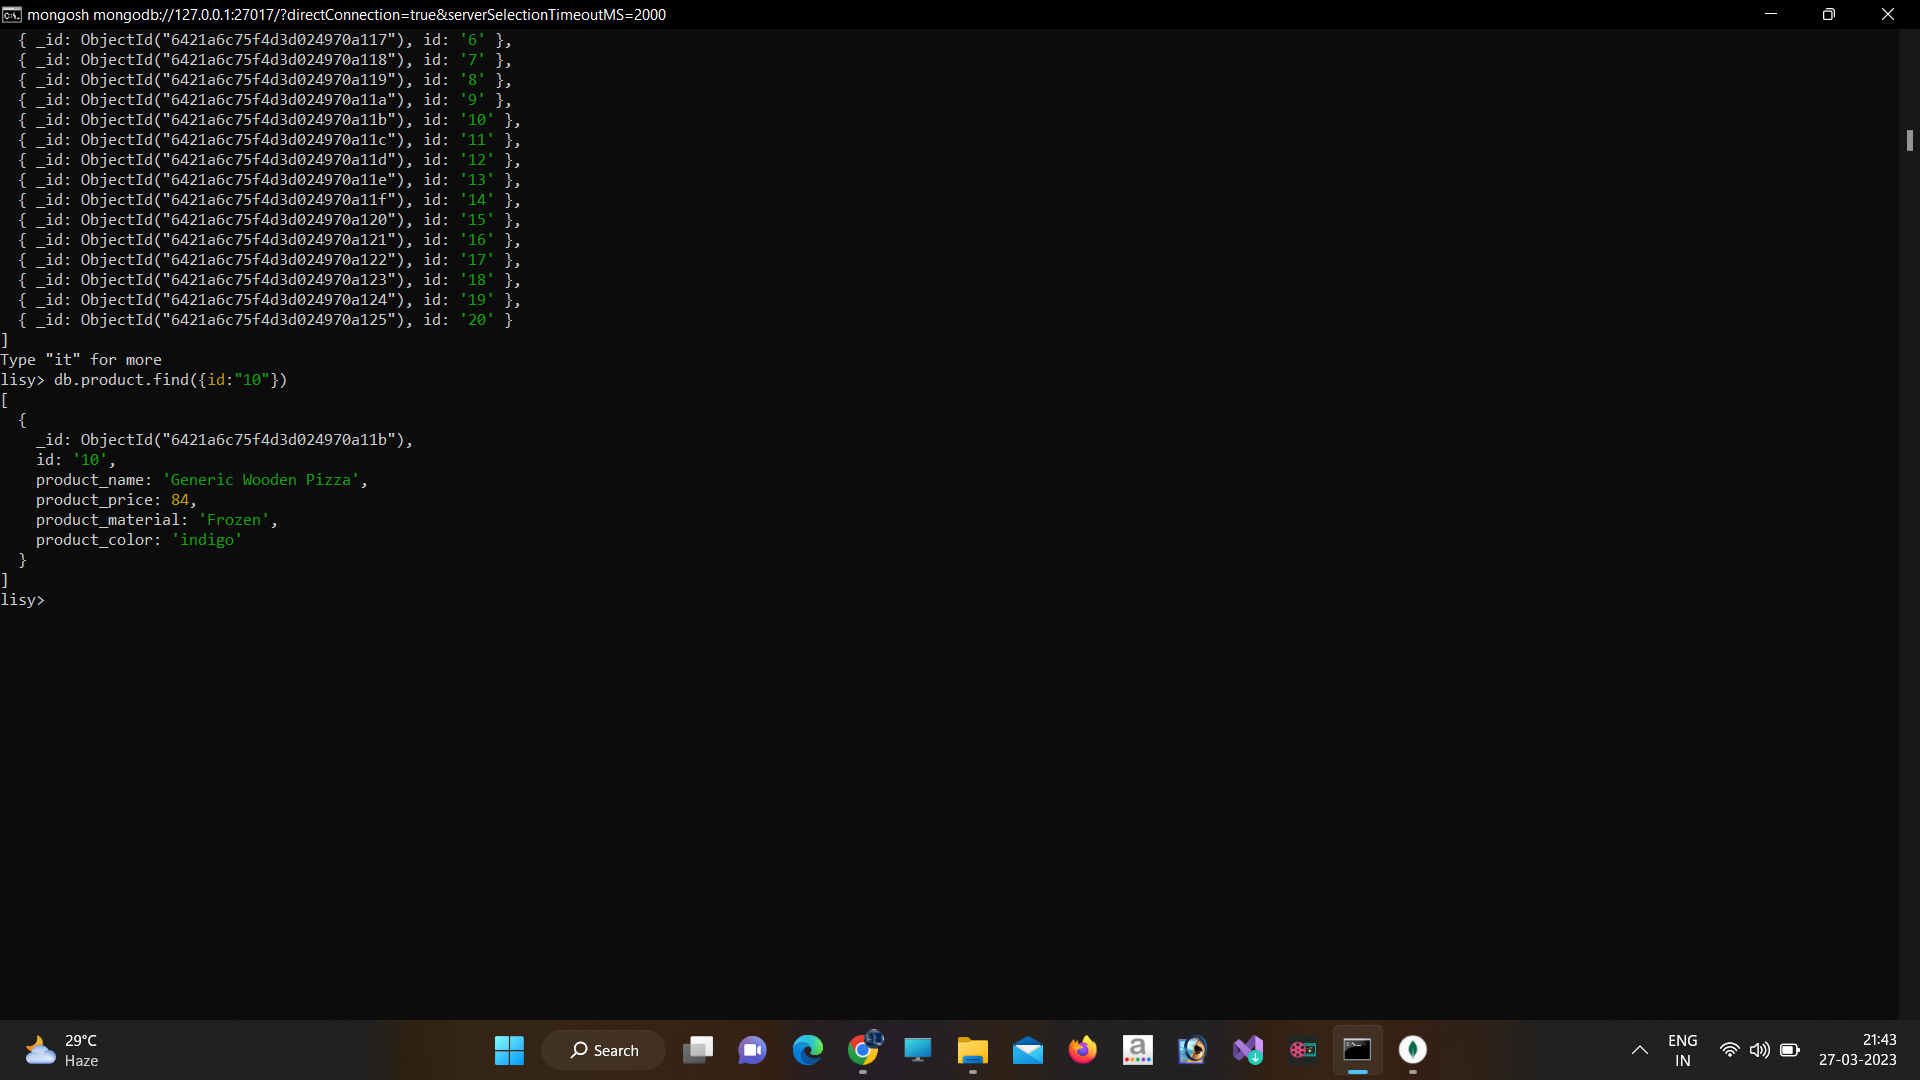 mongosh mongodb://127.0.0.1:27017/?directConnection=true&serverSelectionTimeoutMS=2000
{ _id: ObjectId("6421a6c75f4d3d024970a117"), id: '6' },
{ _id: ObjectId("6421a6c75f4d3d024970a118"), id: '7' },
{ _id: ObjectId("6421a6c75f4d3d024970a119"), id: '8' },
{ _id: ObjectId("6421a6c75f4d3d024970a11a"), id: '9' },
{ _id: ObjectId("6421a6c75f4d3d024970a11b"), id: '10' },
{ _id: ObjectId("6421a6c75f4d3d024970a11c"), id: '11' },
{ _id: ObjectId("6421a6c75f4d3d024970a11d"), id: '12' },
{ _id: ObjectId("6421a6c75f4d3d024970a11e"), id: '13' },
{ _id: ObjectId("6421a6c75f4d3d024970a11f"), id: '14' },
{ _id: ObjectId("6421a6c75f4d3d024970a120"), id: '15' },
{ _id: ObjectId("6421a6c75f4d3d024970a121"), id: '16' },
{ _id: ObjectId("6421a6c75f4d3d024970a122"), id: '17' },
{ _id: ObjectId("6421a6c75f4d3d024970a123"), id: '18' },
{ _id: ObjectId("6421a6c75f4d3d024970a124"), id: '19' },
{ _id: ObjectId("6421a6c75f4d3d024970a125"), id: '20' }
]
Type "it" for more
lisy> db.product.find({id:"10"})
[
{
_id: ObjectId("6421a6c75f4d3d024970a11b"),
id: '10',
product_name: 'Generic Wooden Pizza',
product_price: 84,
product_material: 'Frozen',
product_color: 'indigo'
}
]
lisy>
29°C
Haze
Search
ENG
IN
21:43
27-03-2023